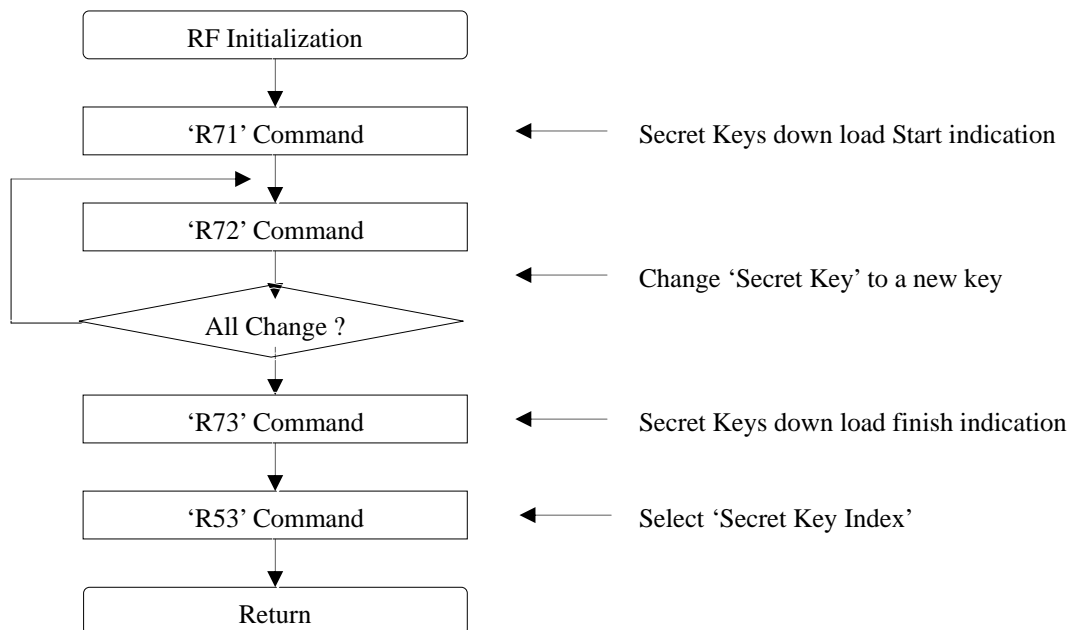 RF Initialization
‘R71’ Command
Secret Keys down load Start indication
‘R72’ Command
Change ‘Secret Key’ to a new key
All Change ?
‘R73’ Command
Secret Keys down load finish indication
‘R53’ Command
Select ‘Secret Key Index’
Return